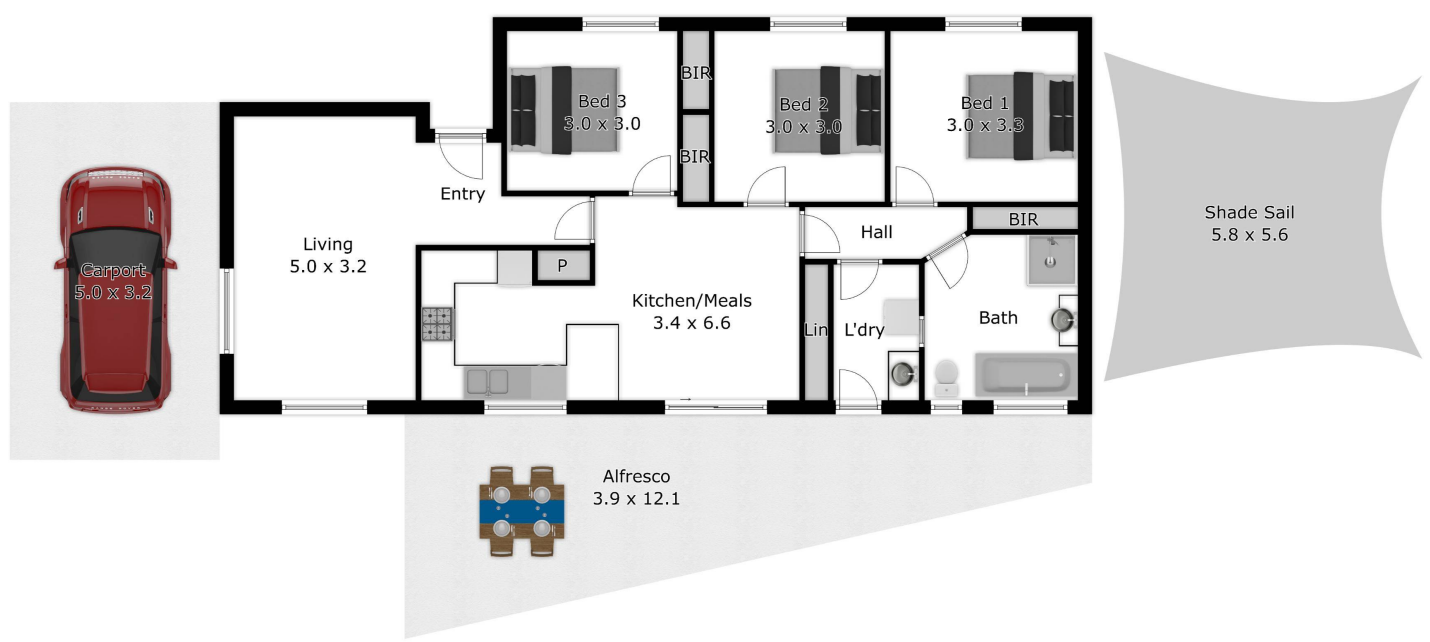 Bed 3
3.0 x 3.0
BIR
BIR
Bed 2
3.0 x 3.0
Bed 1
3.0 x 3.3
Entry
Living
5.0 x 3.2
Carport
5.0 x 3.2
P
Kitchen/Meals
3.4 x 6.6
Hall
BIR
Lin
L'dry
Bath
Shade Sail
5.8 x 5.6
Alfresco
3.9 x 12.1